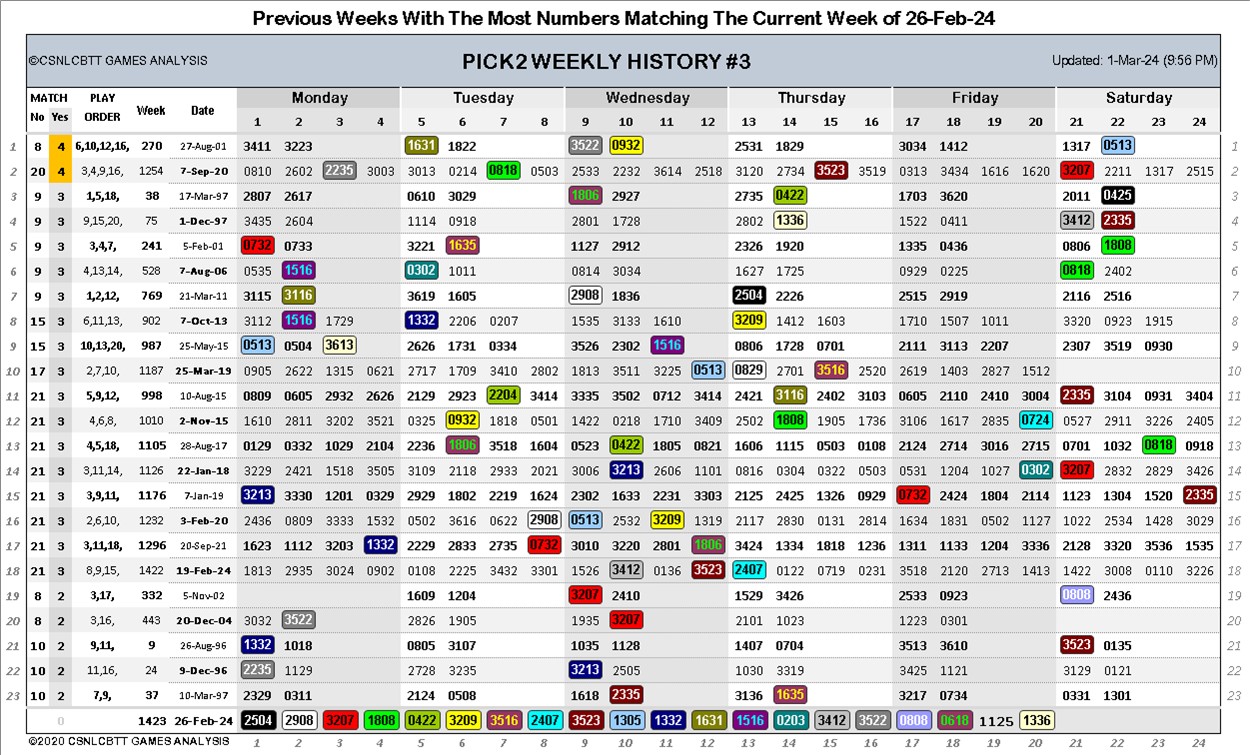 Previous Weeks With The Most Numbers Matching The Current Week of 26-Feb-24
©CSNLCBTT GAMES ANALYSIS PICK2 WEEKLY HISTORY #3 Updated: 1-Mar-24 (9:56 PM)
MATCH PLAY Week Date Monday Tuesday Wednesday Thursday Friday Saturday
No Yes ORDER 1 2 3 4 5 6 7 8 9 10 11 12 13 14 15 16 17 18 19 20 21 22 23 24
1 8 4 6,10,12,16, 270 27-Aug-01 3411 3223 1631 1822 3522 0932 2531 1829 3034 1412 1317 0513 1
2 20 4 3,4,9,16, 1254 7-Sep-20 0810 2602 2235 3003 3013 0214 0818 0503 2533 2232 3614 2518 3120 2734 3523 3519 0313 3434 1616 1620 3207 2211 1317 2515 2
3 9 3 1,5,18, 38 17-Mar-97 2807 2617 0610 3029 1806 2927 2735 0422 1703 3620 2011 0425 3
4 9 3 9,15,20, 75 1-Dec-97 3435 2604 1114 0918 2801 1728 2802 1336 1522 0411 3412 2335 4
5 9 3 3,4,7, 241 5-Feb-01 0732 0733 3221 1635 1127 2912 2326 1920 1335 0436 0806 1808 5
6 9 3 4,13,14, 528 7-Aug-06 0535 1516 0302 1011 0814 3034 1627 1725 0929 0225 0818 2402 6
7 9 3 1,2,12, 769 21-Mar-11 3115 3116 3619 1605 2908 1836 2504 2226 2515 2919 2116 2516 7
8 15 3 6,11,13, 902 7-Oct-13 3112 1516 1729 1332 2206 0207 1535 3133 1610 3209 1412 1603 1710 1507 1011 3320 0923 1915 8
9 15 3 10,13,20, 987 25-May-15 0513 0504 3613 2626 1731 0334 3526 2302 1516 0806 1728 0701 2111 3113 2207 2307 3519 0930 9
10 17 3 2,7,10, 1187 25-Mar-19 0905 2622 1315 0621 2717 1709 3410 2802 1813 3511 3225 0513 0829 2701 3516 2520 2619 1403 2827 1512 10
11 21 3 5,9,12, 998 10-Aug-15 0809 0605 2932 2626 2129 2923 2204 3414 3335 3502 0712 3414 2421 3116 2402 3103 0605 2110 2410 3004 2335 3104 0931 3404 11
12 21 3 4,6,8, 1010 2-Nov-15 1610 2811 3203 3521 0325 0932 1818 0501 1422 0218 1710 3409 2502 1808 1905 1736 3106 1617 2835 0724 0527 2911 3226 2405 12
13 21 3 4,5,18, 1105 28-Aug-17 0129 0332 1029 2104 2236 1806 3518 1604 0523 0422 1805 0821 1606 1115 0503 0108 2124 2714 3016 2715 0701 1032 0818 0918 13
14 21 3 3,11,14, 1126 22-Jan-18 3229 2421 1518 3505 3109 2118 2933 2021 3006 3213 2606 1101 0816 0304 0322 0503 0531 1204 1027 0302 3207 2832 2829 3426 14
15 21 3 3,9,11, 1176 7-Jan-19 3213 3330 1201 0329 2929 1802 2219 1624 2302 1633 2231 3303 2125 2425 1326 0929 0732 2424 1804 2114 1123 1304 1520 2335 15
16 21 3 2,6,10, 1232 3-Feb-20 2436 0809 3333 1532 0502 3616 0622 2908 0513 2532 3209 1319 2117 2830 0131 2814 1634 1831 0502 1127 1022 2534 1428 3029 16
17 21 3 3,11,18, 1296 20-Sep-21 1623 1112 3203 1332 2229 2833 2735 0732 3010 3220 2801 1806 3424 1334 1818 1236 1311 1133 1204 3336 2128 3320 3536 1535 17
18 21 3 8,9,15, 1422 19-Feb-24 1813 2935 3024 0902 0108 2225 3432 3301 1526 3412 0136 3523 2407 0122 0719 0231 3518 2120 2713 1413 1422 3008 0110 3226 18
19 8 2 3,17, 332 5-Nov-02 1609 1204 3207 2410 1529 3426 2533 0923 0808 2436 19
20 8 2 3,16, 443 20-Dec-04 3032 3522 2826 1905 1935 3207 2101 1023 1223 0301 20
21 10 2 9,11, 9 26-Aug-96 1332 1018 0805 3107 1035 1128 1407 0704 3513 3610 3523 0135 21
22 10 2 11,16, 24 9-Dec-96 2235 1129 2728 3235 3213 2505 1030 3319 3425 1121 3129 0121 22
23 10 2 7,9, 37 10-Mar-97 2329 0311 2124 0508 1618 2335 3136 1635 3217 0734 0331 1301 23
0 1423 26-Feb-24 2504 2908 3207 1808 0422 3209 3516 2407 3523 1305 1332 1631 1516 0203 3412 3522 0808 0618 1125 1336
©2020 CSNLCBTT GAMES ANALYSIS 1 2 3 4 5 6 7 8 9 10 11 12 13 14 15 16 17 18 19 20 21 22 23 24